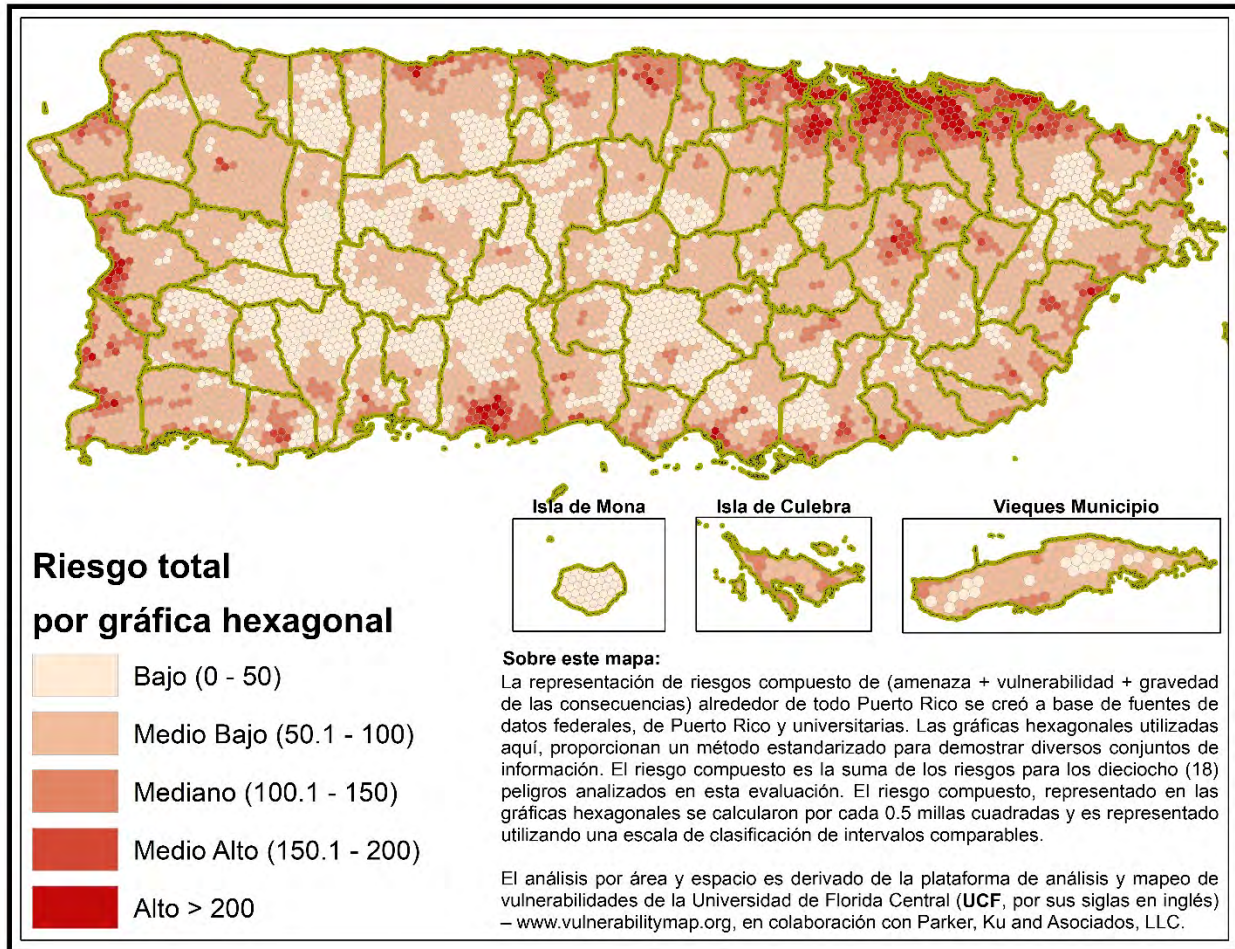 Isla de Mona
Isla de Culebra
Vieques Municipio
Riesgo total
por gráfica hexagonal
Bajo (0 - 50)
Medio Bajo (50.1 - 100)
Mediano (100.1 - 150)
Medio Alto (150.1 - 200)
Alto > 200
Sobre este mapa:
La representación de riesgos compuesto de (amenaza + vulnerabilidad + gravedad
de las consecuencias) alrededor de todo Puerto Rico se creó a base de fuentes de
datos federales, de Puerto Rico y universitarias. Las gráficas hexagonales utilizadas
aquí, proporcionan un método estandarizado para demostrar diversos conjuntos de
información. El riesgo compuesto es la suma de los riesgos para los dieciocho (18)
peligros analizados en esta evaluación. El riesgo compuesto, representado en las
gráficas hexagonales se calcularon por cada 0.5 millas cuadradas y es representado
utilizando una escala de clasificación de intervalos comparables.
El análisis por área y espacio es derivado de la plataforma de análisis y mapeo de
vulnerabilidades de la Universidad de Florida Central (UCF, por sus siglas en inglés)
– www.vulnerabilitymap.org, en colaboración con Parker, Ku and Asociados, LLC.